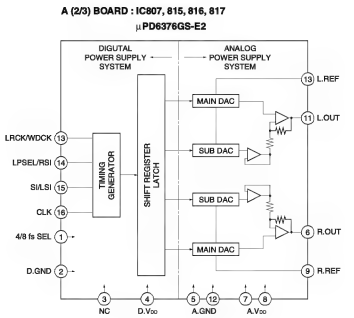 A (2/3) BOARD : IC807, 815, 816, 817
μPD6376GS-E2
DIGUTAL
POWER SUPPLY
SYSTEM
ANALOG
POWER SUPPLY
SYSTEM
LRCK/WDCK 13
LPSEL/RSI 14
SI/LSI 15
CLK 16
4/8 fs SEL 1
D.GND 2
TIMING
GENERATOR
SHIFT REGISTER
LATCH
MAIN DAC
SUB DAC
SUB DAC
MAIN DAC
13 L.REF
11 L.OUT
6 R.OUT
9 R.REF
3
NC
4
D.VDD
5 12
A.GND
7 8
A.VDD